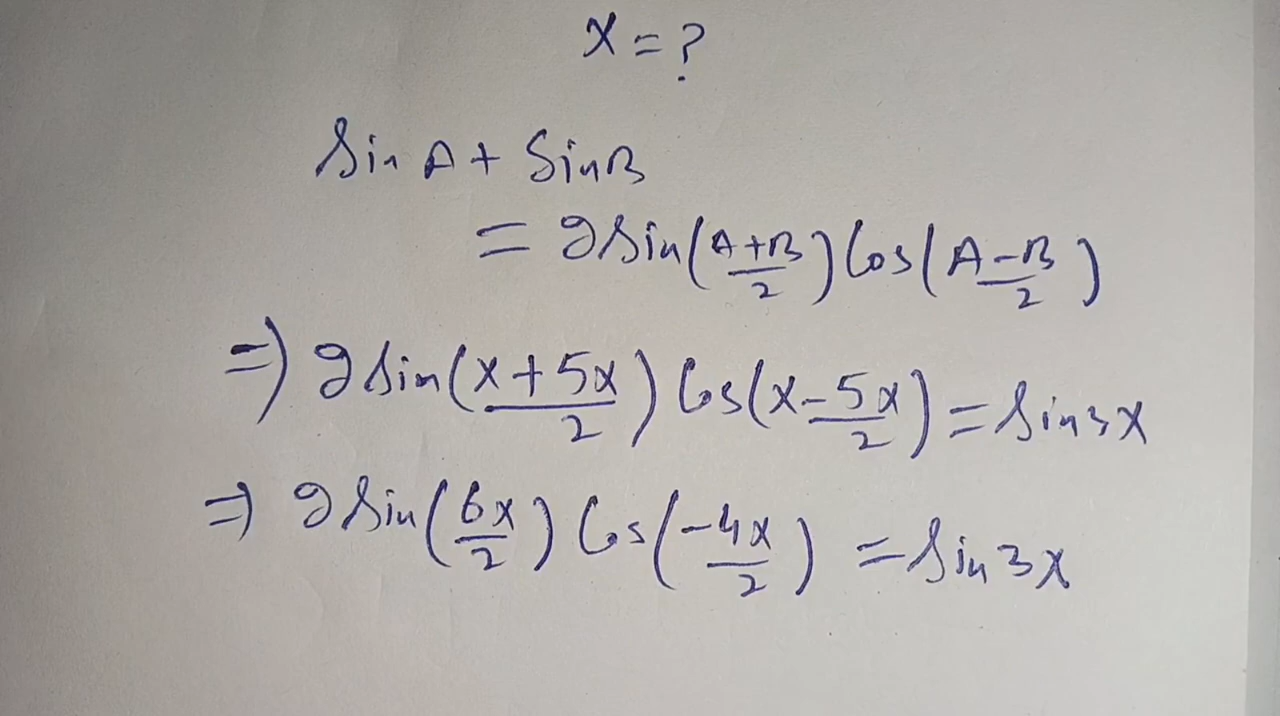 x = ?
Sin A + Sin B
= 2 Sin(A+B/2) Cos(A-B/2)
=> 2 Sin(x+5x/2) Cos(x-5x/2) = Sin 3x
=> 2 Sin(6x/2) Cos(-4x/2) = Sin 3x